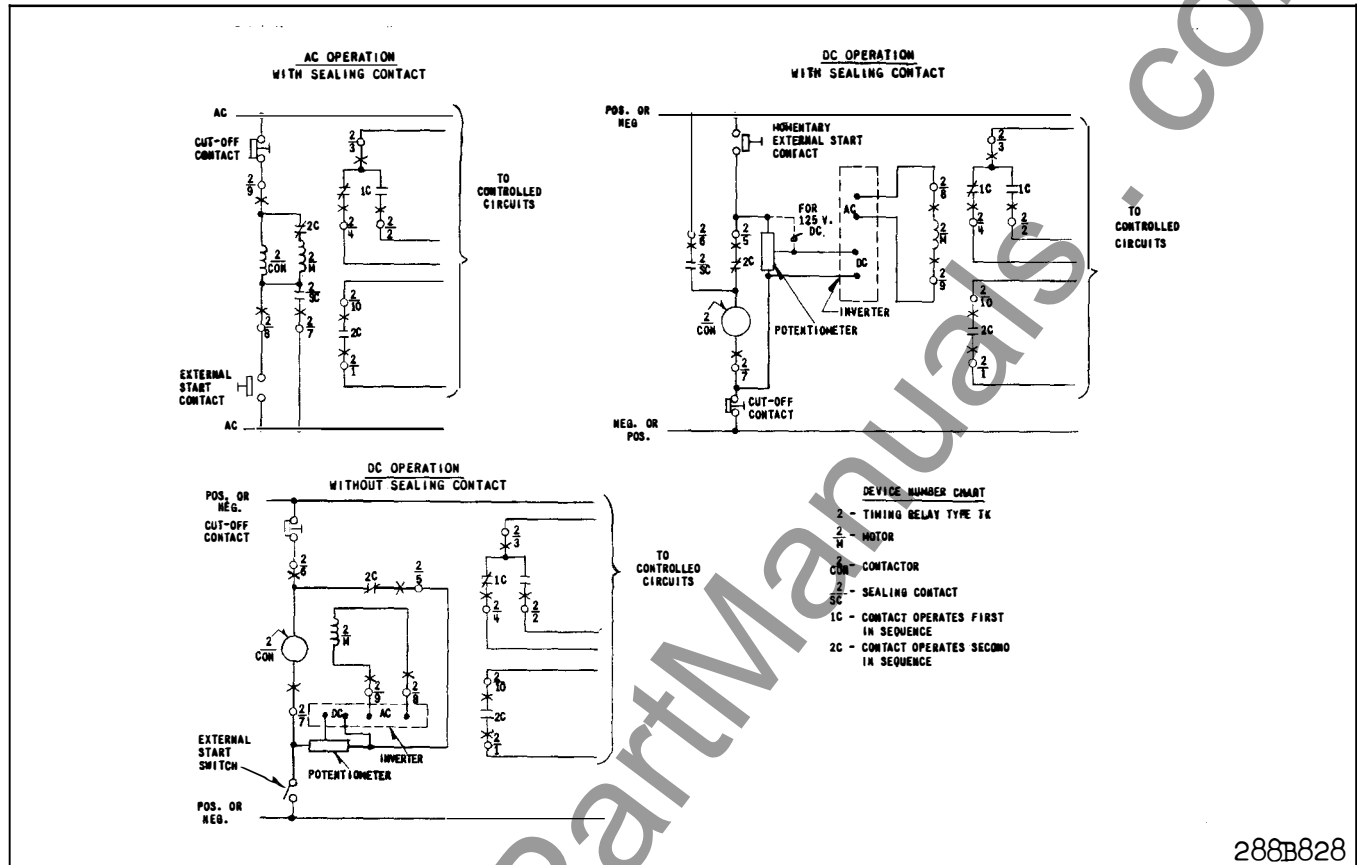 AC OPERATION
WITH SEALING CONTACT
AC
CUT-OFF
CONTACT
2/9
2/3
1C
2/4
2/2
2C
2/CON
2/M
2/SC
2/8
2/7
2/10
2C
2/1
EXTERNAL
START
CONTACT
AC
TO
CONTROLLED
CIRCUITS
DC OPERATION
WITH SEALING CONTACT
POS. OR
NEG
MOMENTARY
EXTERNAL START
CONTACT
2/6
2/SC
2/5
2C
FOR
125 V.
DC.
AC
DC
2/8
2/M
2/9
INVERTER
POTENTIOMETER
2/CON
2/7
CUT-OFF
CONTACT
NEG. OR
POS.
2/3
1C
1C
2/4
2/2
2/10
2C
2/1
TO
CONTROLLED
CIRCUITS
DC OPERATION
WITHOUT SEALING CONTACT
POS. OR
NEG.
CUT-OFF
CONTACT
2/6
2C
2/5
2/M
2/CON
2/9
2/8
2/7
DC
AC
INVERTER
POTENTIOMETER
EXTERNAL
START
SWITCH
POS. OR
NEG.
2/3
1C
2/4
2/2
2/10
2C
2/1
TO
CONTROLLED
CIRCUITS
DEVICE NUMBER CHART
2 - TIMING RELAY TYPE TK
2/M - MOTOR
2/CON - CONTACTOR
2/SC - SEALING CONTACT
1C - CONTACT OPERATES FIRST
IN SEQUENCE
2C - CONTACT OPERATES SECOND
IN SEQUENCE
288B828
PartManuals.co